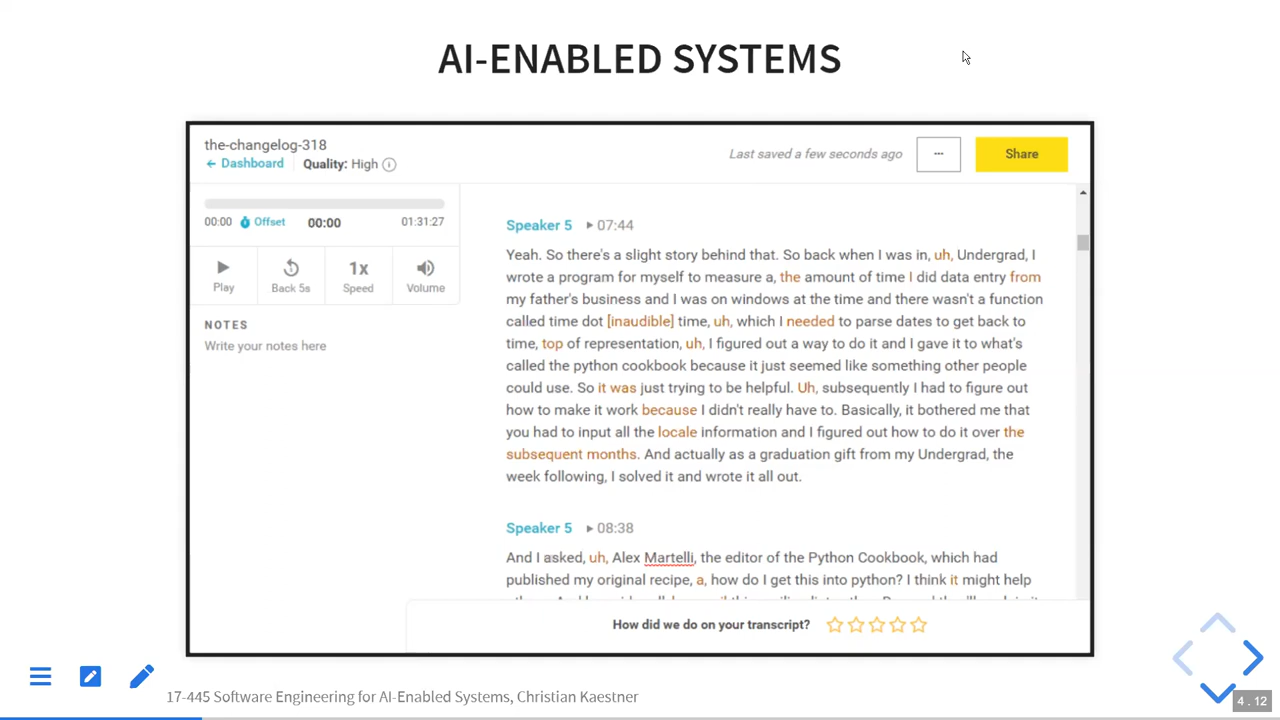 AI-ENABLED SYSTEMS
the-changelog-318
← Dashboard Quality: High
Last saved a few seconds ago
...
Share
00:00 Offset 00:00 01:31:27
Play
Back 5s
1x
Speed
Volume
NOTES
Write your notes here
Speaker 5 07:44
Yeah. So there's a slight story behind that. So back when I was in, uh, Undergrad, I
wrote a program for myself to measure a, the amount of time I did data entry from
my father's business and I was on windows at the time and there wasn't a function
called time dot [inaudible] time, uh, which I needed to parse dates to get back to
time, top of representation, uh, I figured out a way to do it and I gave it to what's
called the python cookbook because it just seemed like something other people
could use. So it was just trying to be helpful. Uh, subsequently I had to figure out
how to make it work because I didn't really have to. Basically, it bothered me that
you had to input all the locale information and I figured out how to do it over the
subsequent months. And actually as a graduation gift from my Undergrad, the
week following, I solved it and wrote it all out.
Speaker 5 08:38
And I asked, uh, Alex Martelli, the editor of the Python Cookbook, which had
published my original recipe, a, how do I get this into python? I think it might help
How did we do on your transcript?
17-445 Software Engineering for AI-Enabled Systems, Christian Kaestner
4 . 12